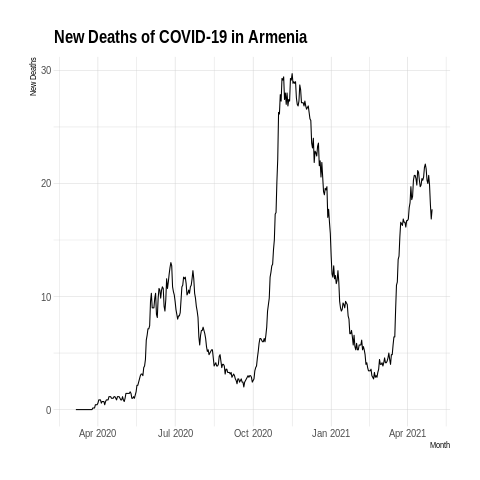 New Deaths of COVID-19 in Armenia
New Deaths
30
20
10
0
Apr 2020 Jul 2020 Oct 2020 Jan 2021 Apr 2021
Month